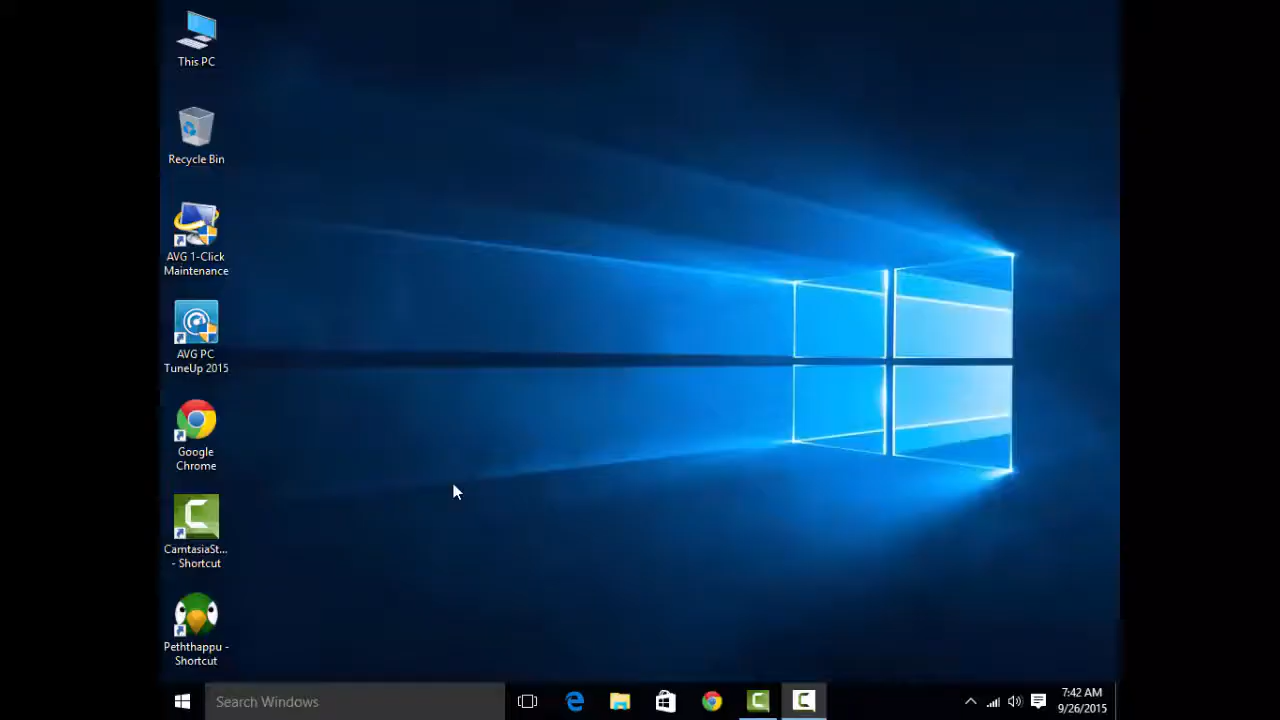 This PC
Recycle Bin
AVG 1-Click
Maintenance
AVG PC
TuneUp 2015
Google
Chrome
CamtasiaSt...
- Shortcut
Peththappu -
Shortcut
Search Windows
7:42 AM
9/26/2015